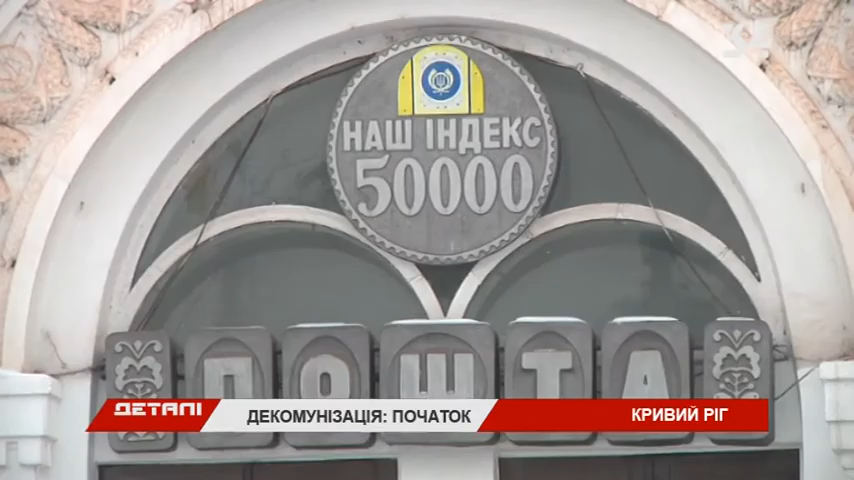 НАШ ІНДЕКС
50000
ПОШТА
ДЕТАЛІ
ДЕКОМУНІЗАЦІЯ: ПОЧАТОК
КРИВИЙ РІГ